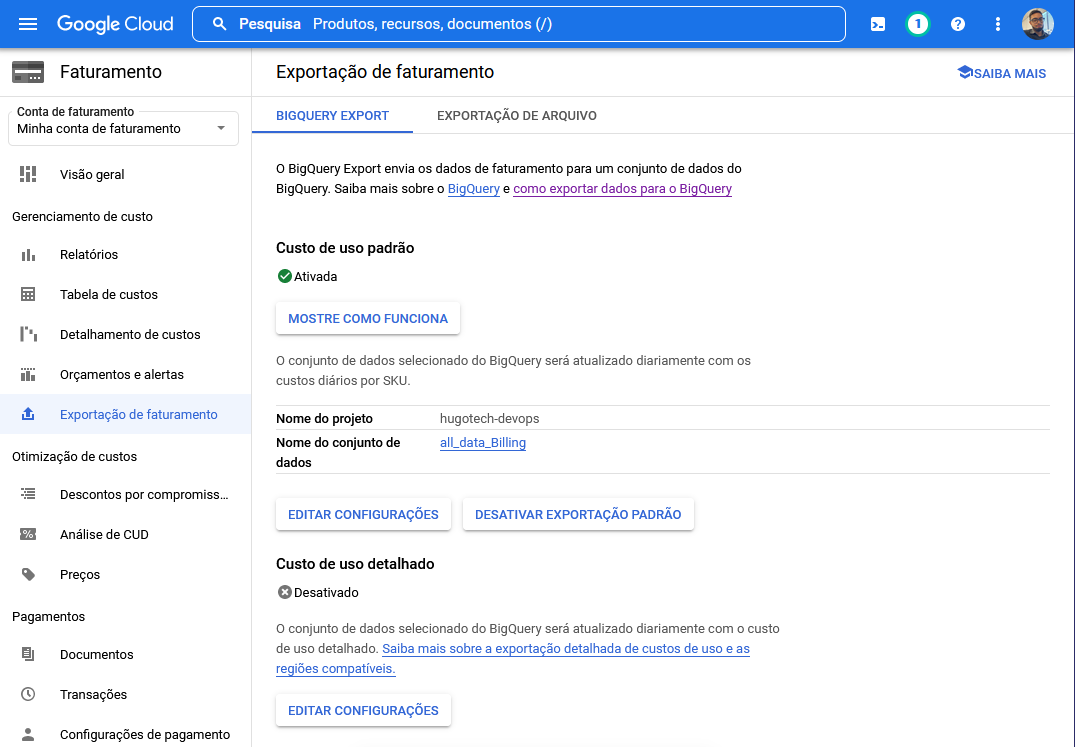 Google Cloud
Pesquisa Produtos, recursos, documentos (/)
1
Faturamento
Conta de faturamento
Minha conta de faturamento
Visão geral
Gerenciamento de custo
Relatórios
Tabela de custos
Detalhamento de custos
Orçamentos e alertas
Exportação de faturamento
Otimização de custos
Descontos por compromiss...
Análise de CUD
Preços
Pagamentos
Documentos
Transações
Configurações de pagamento
Exportação de faturamento
SAIBA MAIS
BIGQUERY EXPORT
EXPORTAÇÃO DE ARQUIVO
O BigQuery Export envia os dados de faturamento para um conjunto de dados do
BigQuery. Saiba mais sobre o BigQuery e como exportar dados para o BigQuery
Custo de uso padrão
Ativada
MOSTRE COMO FUNCIONA
O conjunto de dados selecionado do BigQuery será atualizado diariamente com os
custos diários por SKU.
Nome do projeto hugotech-devops
Nome do conjunto de all_data_Billing
dados
EDITAR CONFIGURAÇÕES
DESATIVAR EXPORTAÇÃO PADRÃO
Custo de uso detalhado
Desativado
O conjunto de dados selecionado do BigQuery será atualizado diariamente com o custo
de uso detalhado. Saiba mais sobre a exportação detalhada de custos de uso e as
regiões compatíveis.
EDITAR CONFIGURAÇÕES